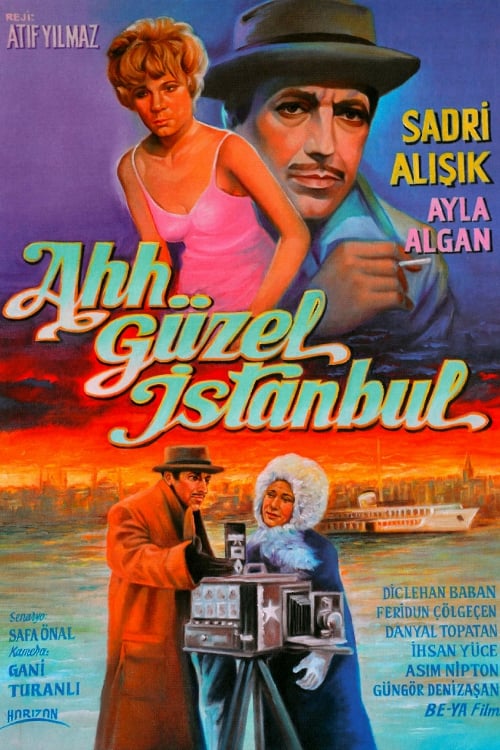 REJİ:
ATIF YILMAZ
SADRİ
ALIŞIK
AYLA
ALGAN
Ahh
Güzel
İstanbul
Senaryo:
SAFA ÖNAL
Kamera:
GANİ
TURANLI
HORIZON
DİCLEHAN BABAN
FERİDUN ÇÖLGEÇEN
DANYAL TOPATAN
İHSAN YÜCE
ASIM NİPTON
GÜNGÖR DENİZAŞAN
BE-YA Film